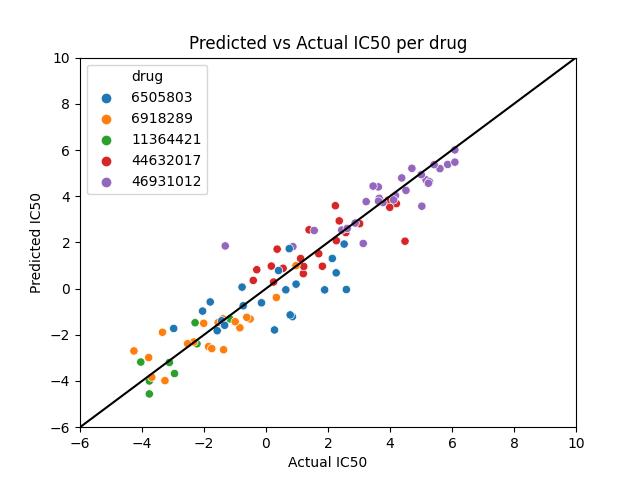 Predicted vs Actual IC50 per drug
Predicted IC50
10
8
6
4
2
0
−2
−4
−6
drug
6505803
6918289
11364421
44632017
46931012
−6 −4 −2 0 2 4 6 8 10
Actual IC50